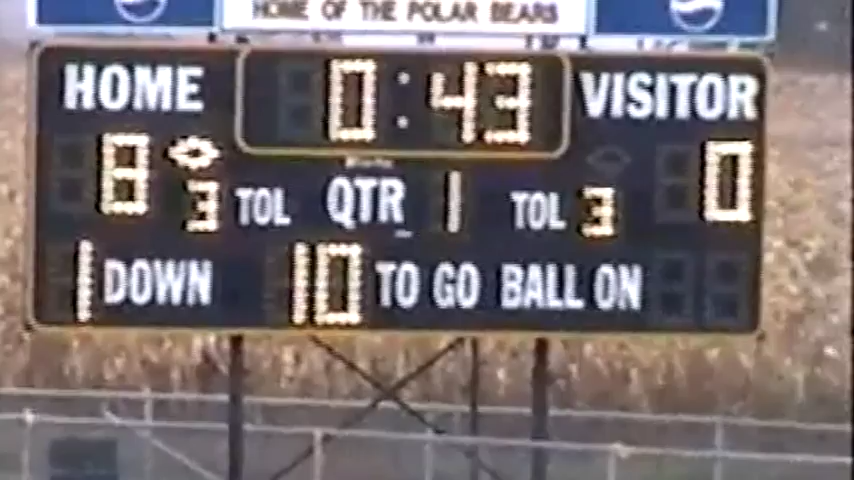 HOME OF THE POLAR BEARS
HOME 0:43 VISITOR
8 3 TOL QTR 1 TOL 3 0
1 DOWN 10 TO GO BALL ON